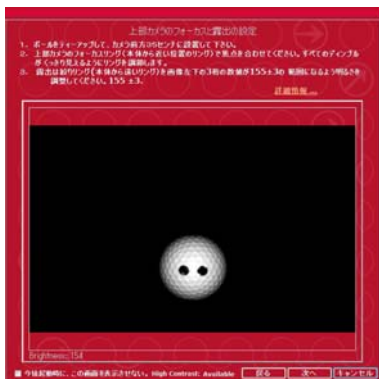 上部カメラのフォーカスと露出の設定
1. ボールをティーアップして、カメラ前方35センチに設置して下さい。
2. 上部カメラのフォーカスリング(本体から近い位置のリング)で焦点を合わせてください。すべてのディンプル
がくっきり見えるようにリングを調節します。
3. 露出は絞りリング(本体から遠いリング)を画像左下の3桁の数値が155±3の 範囲になるよう明るさを
調整してください。155 ±3.
詳細情報 ...
Brightness: 154
今後起動時に、この画面を表示させない。 High Contrast: Available 戻る 次へ キャンセル